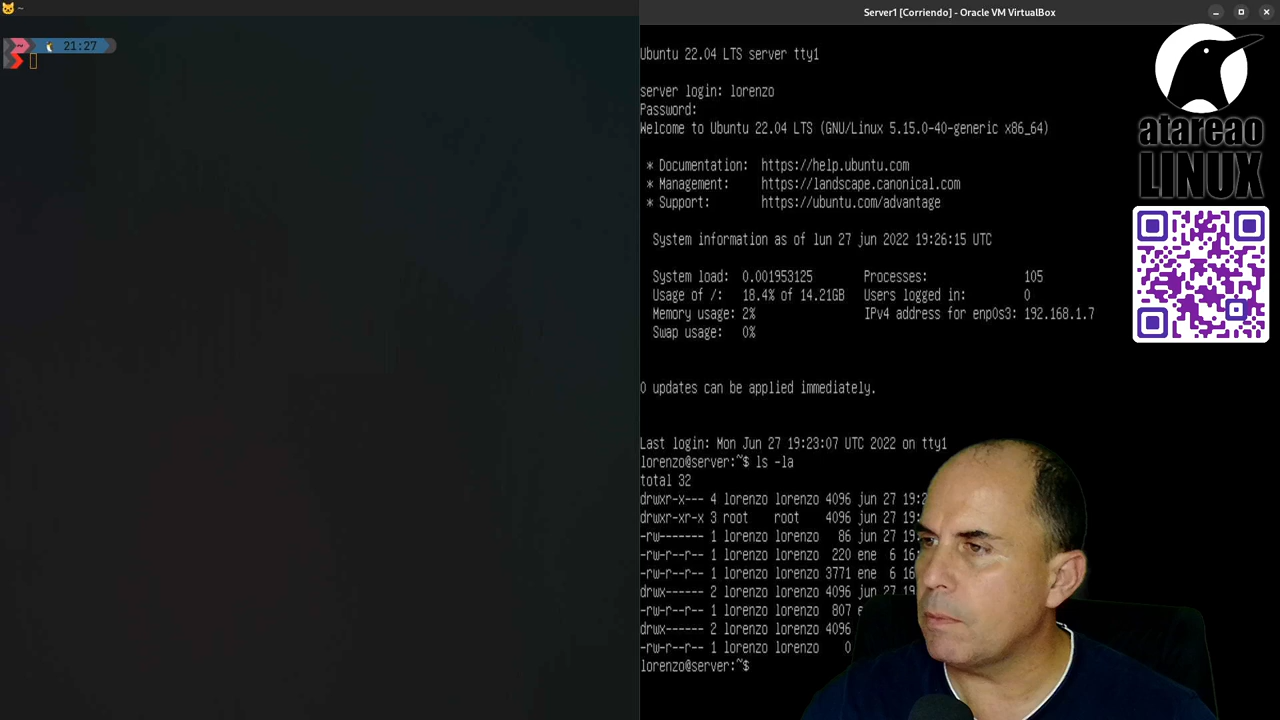 ~
~ 21:27
Server1 [Corriendo] - Oracle VM VirtualBox
Ubuntu 22.04 LTS server tty1
server login: lorenzo
Password:
Welcome to Ubuntu 22.04 LTS (GNU/Linux 5.15.0-40-generic x86_64)
* Documentation: https://help.ubuntu.com
* Management: https://landscape.canonical.com
* Support: https://ubuntu.com/advantage
System information as of lun 27 jun 2022 19:26:15 UTC
System load: 0.001953125 Processes: 105
Usage of /: 18.4% of 14.21GB Users logged in: 0
Memory usage: 2% IPv4 address for enp0s3: 192.168.1.7
Swap usage: 0%
0 updates can be applied immediately.
Last login: Mon Jun 27 19:23:07 UTC 2022 on tty1
lorenzo@server:~$ ls -la
total 32
drwxr-x--- 4 lorenzo lorenzo 4096 jun 27
drwxr-xr-x 3 root root 4096 jun 27
-rw------- 1 lorenzo lorenzo 86 jun 27
-rw-r--r-- 1 lorenzo lorenzo 220 ene 6
-rw-r--r-- 1 lorenzo lorenzo 3771 ene 6
drwx------ 2 lorenzo lorenzo 4096 jun 27
-rw-r--r-- 1 lorenzo lorenzo 807
drwx------ 2 lorenzo lorenzo 4096
-rw-r--r-- 1 lorenzo lorenzo 0
lorenzo@server:~$
atareao
LINUX